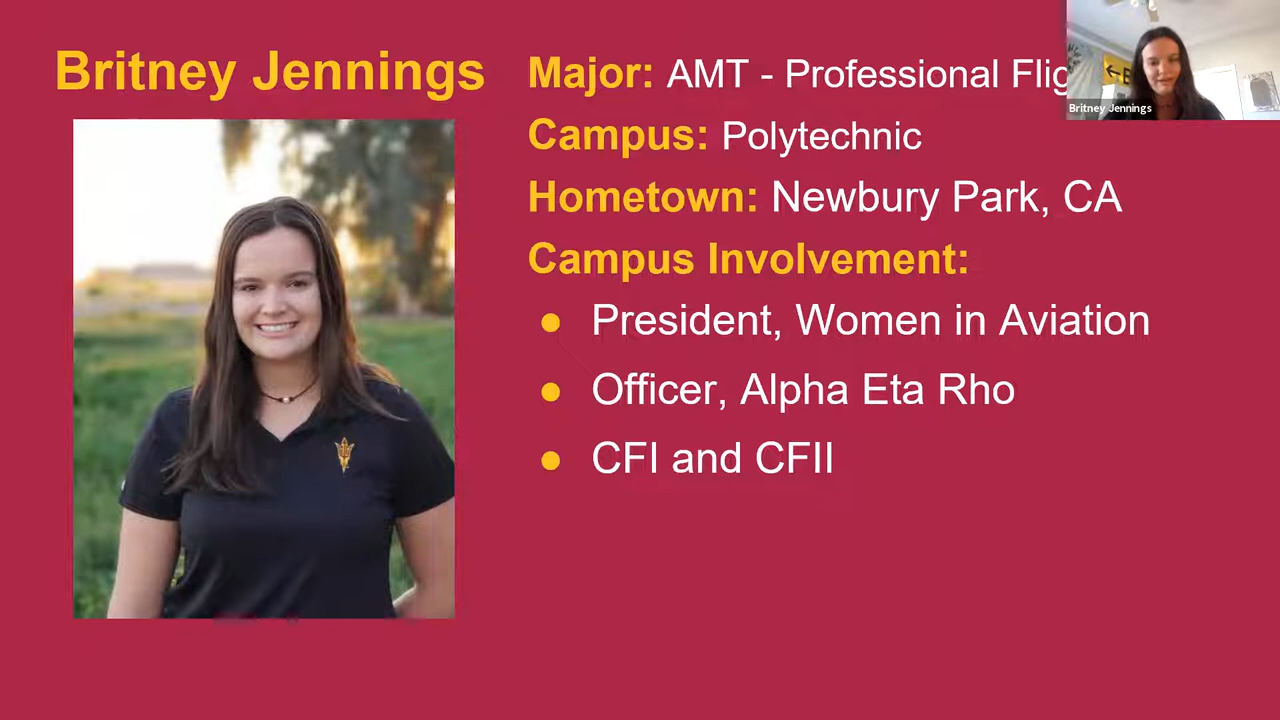 Britney Jennings
Major: AMT - Professional Flig
Campus: Polytechnic
Hometown: Newbury Park, CA
Campus Involvement:
● President, Women in Aviation
● Officer, Alpha Eta Rho
● CFI and CFII
Britney Jennings